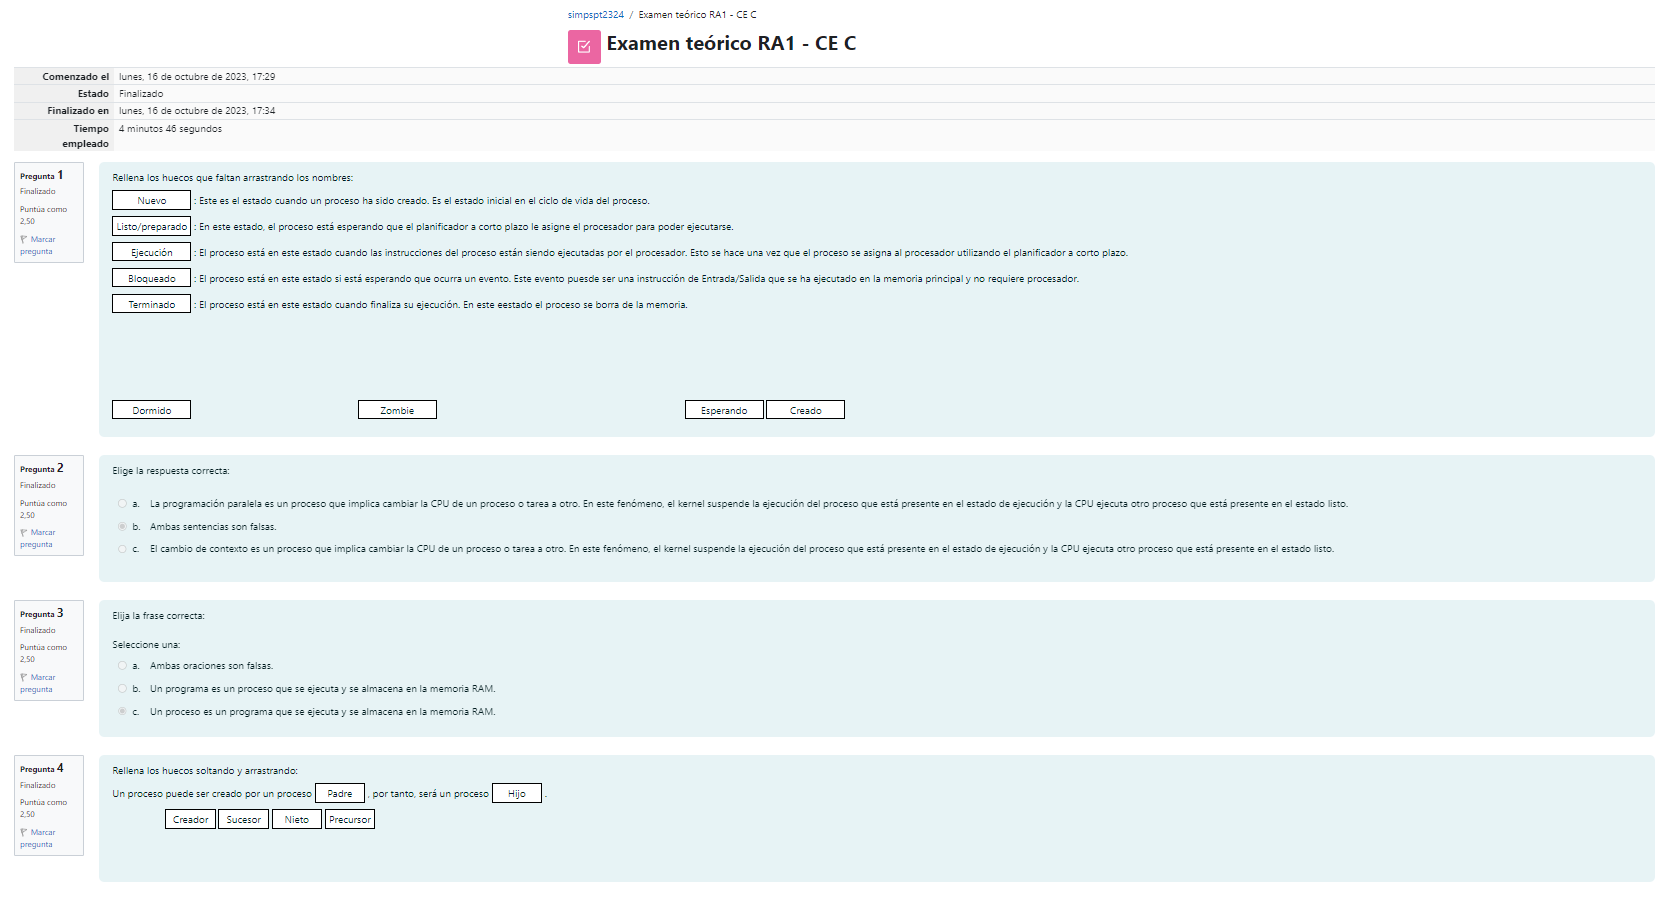 simpspt2324 / Examen teórico RA1 - CE C
Examen teórico RA1 - CE C
Comenzado el lunes, 16 de octubre de 2023, 17:29
Estado Finalizado
Finalizado en lunes, 16 de octubre de 2023, 17:34
Tiempo empleado 4 minutos 46 segundos
Pregunta 1
Finalizado
Puntúa como
2,50
Marcar
pregunta
Rellena los huecos que faltan arrastrando los nombres:
Nuevo : Este es el estado cuando un proceso ha sido creado. Es el estado inicial en el ciclo de vida del proceso.
Listo/preparado : En este estado, el proceso está esperando que el planificador a corto plazo le asigne el procesador para poder ejecutarse.
Ejecución : El proceso está en este estado cuando las instrucciones del proceso están siendo ejecutadas por el procesador. Esto se hace una vez que el proceso se asigna al procesador utilizando el planificador a corto plazo.
Bloqueado : El proceso está en este estado si está esperando que ocurra un evento. Este evento puesde ser una instrucción de Entrada/Salida que se ha ejecutado en la memoria principal y no requiere procesador.
Terminado : El proceso está en este estado cuando finaliza su ejecución. En este eestado el proceso se borra de la memoria.
Dormido Zombie Esperando Creado
Pregunta 2
Finalizado
Puntúa como
2,50
Marcar
pregunta
Elige la respuesta correcta:
a. La programación paralela es un proceso que implica cambiar la CPU de un proceso o tarea a otro. En este fenómeno, el kernel suspende la ejecución del proceso que está presente en el estado de ejecución y la CPU ejecuta otro proceso que está presente en el estado listo.
b. Ambas sentencias son falsas.
c. El cambio de contexto es un proceso que implica cambiar la CPU de un proceso o tarea a otro. En este fenómeno, el kernel suspende la ejecución del proceso que está presente en el estado de ejecución y la CPU ejecuta otro proceso que está presente en el estado listo.
Pregunta 3
Finalizado
Puntúa como
2,50
Marcar
pregunta
Elija la frase correcta:
Seleccione una:
a. Ambas oraciones son falsas.
b. Un programa es un proceso que se ejecuta y se almacena en la memoria RAM.
c. Un proceso es un programa que se ejecuta y se almacena en la memoria RAM.
Pregunta 4
Finalizado
Puntúa como
2,50
Marcar
pregunta
Rellena los huecos soltando y arrastrando:
Un proceso puede ser creado por un proceso Padre , por tanto, será un proceso Hijo .
Creador Sucesor Nieto Precursor